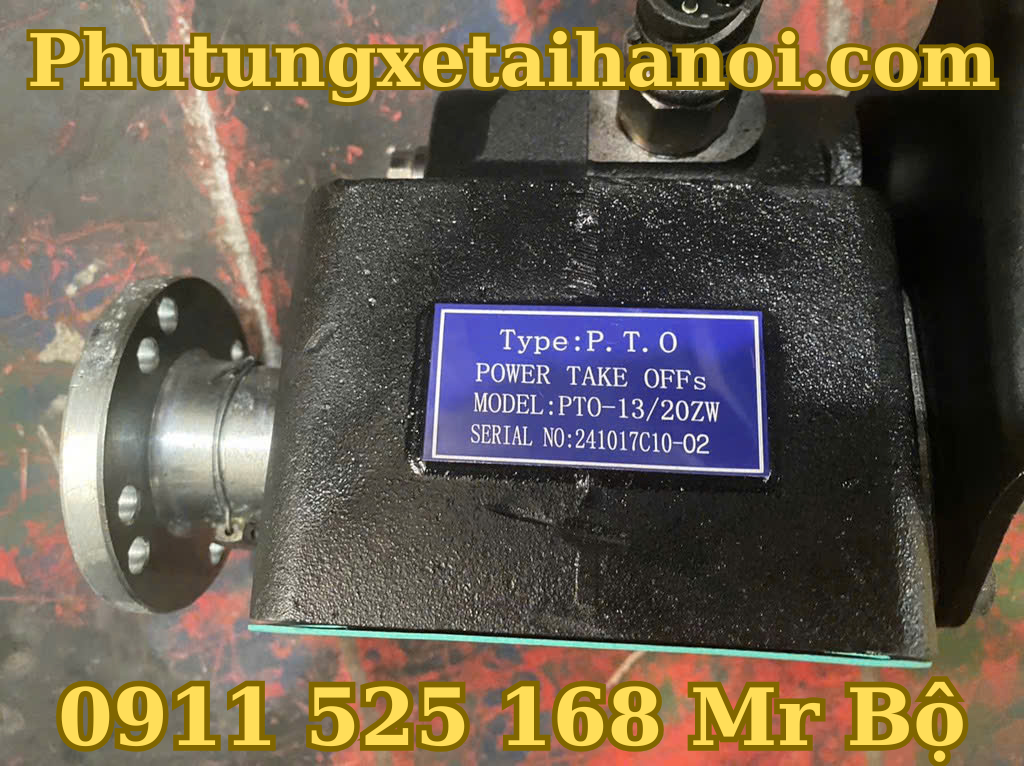 Phutungxetaihanoi.com
Type:P.T.O
POWER TAKE OFFs
MODEL:PTO-13/20ZW
SERIAL NO:241017C10-02
0911 525 168 Mr Bộ